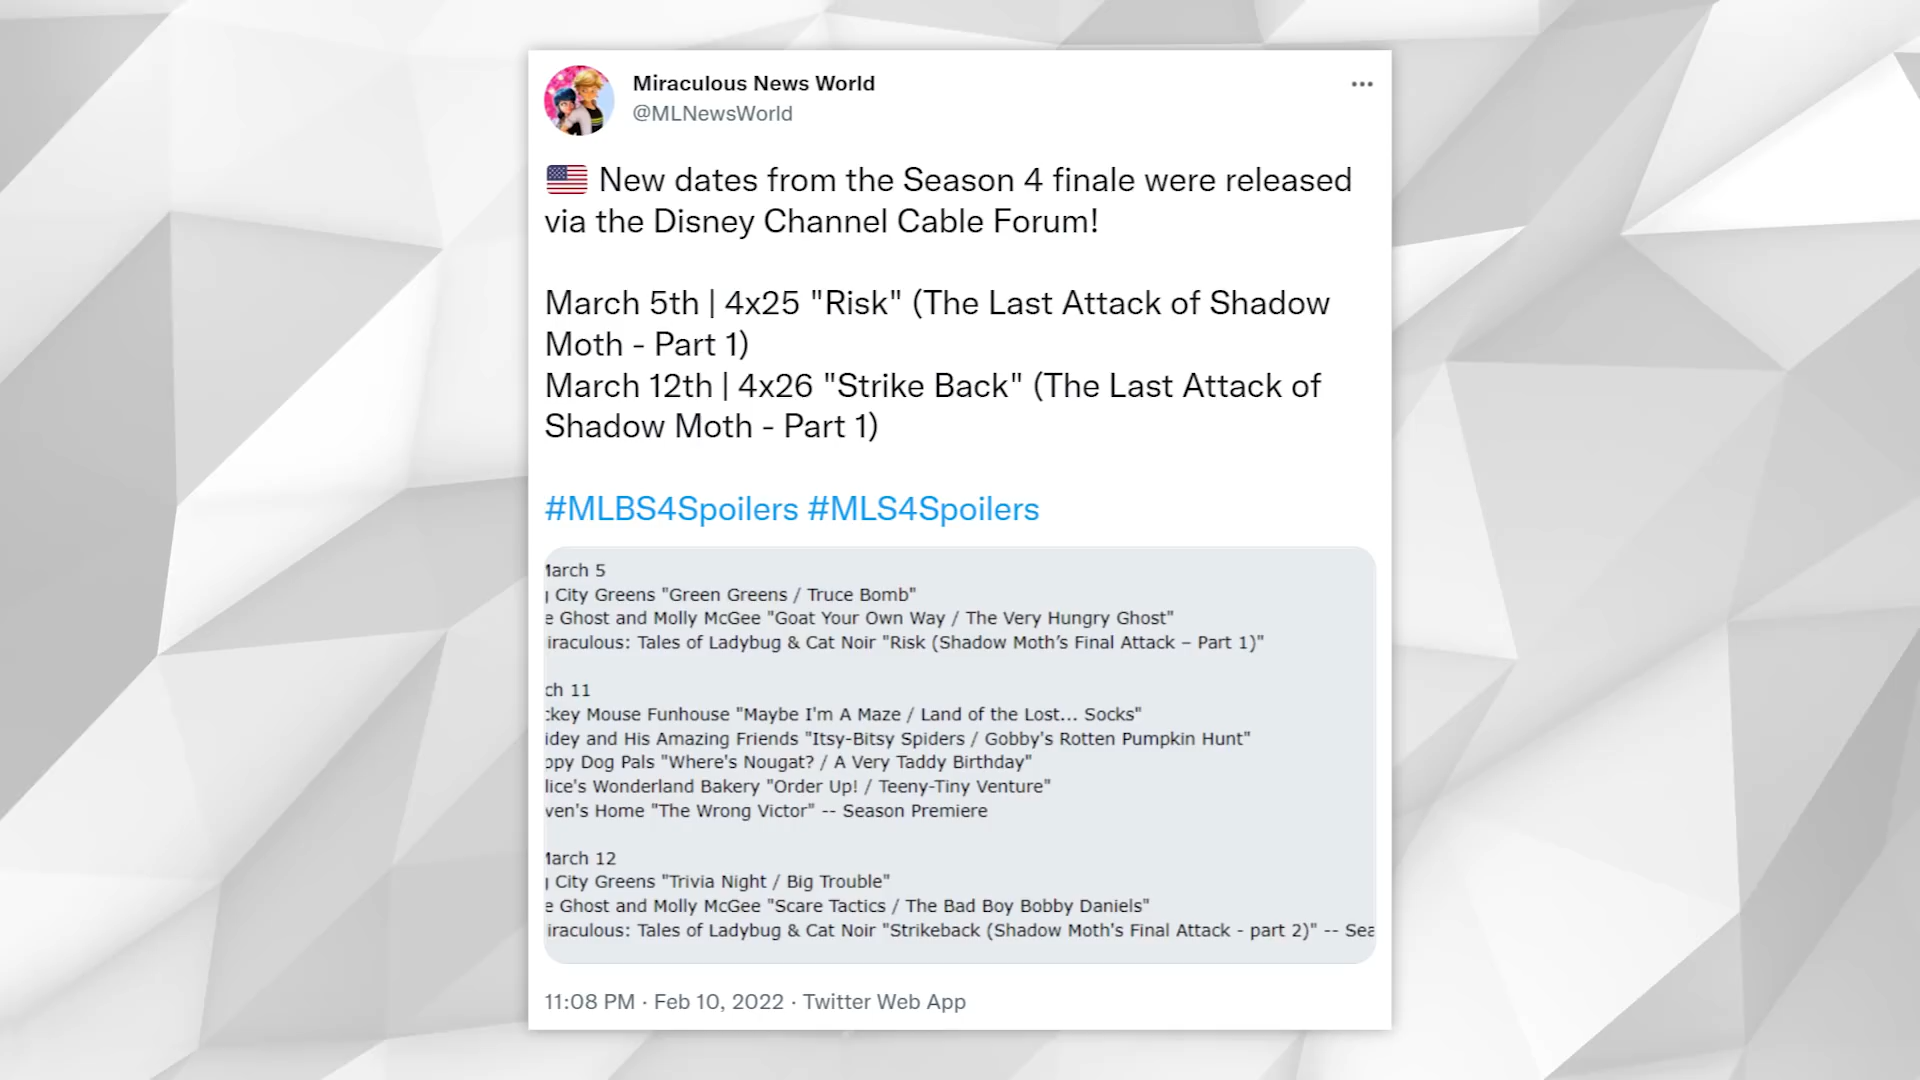 Miraculous News World
@MLNewsWorld
New dates from the Season 4 finale were released
via the Disney Channel Cable Forum!
March 5th | 4x25 "Risk" (The Last Attack of Shadow
Moth - Part 1)
March 12th | 4x26 "Strike Back" (The Last Attack of
Shadow Moth - Part 1)
#MLBS4Spoilers #MLS4Spoilers
March 5
City Greens "Green Greens / Truce Bomb"
e Ghost and Molly McGee "Goat Your Own Way / The Very Hungry Ghost"
iraculous: Tales of Ladybug & Cat Noir "Risk (Shadow Moth’s Final Attack – Part 1)"
ch 11
ckey Mouse Funhouse "Maybe I'm A Maze / Land of the Lost... Socks"
idey and His Amazing Friends "Itsy-Bitsy Spiders / Gobby's Rotten Pumpkin Hunt"
ppy Dog Pals "Where's Nougat? / A Very Taddy Birthday"
lice's Wonderland Bakery "Order Up! / Teeny-Tiny Venture"
ven's Home "The Wrong Victor" -- Season Premiere
March 12
City Greens "Trivia Night / Big Trouble"
e Ghost and Molly McGee "Scare Tactics / The Bad Boy Bobby Daniels"
iraculous: Tales of Ladybug & Cat Noir "Strikeback (Shadow Moth's Final Attack - part 2)" -- Sea
11:08 PM · Feb 10, 2022 · Twitter Web App